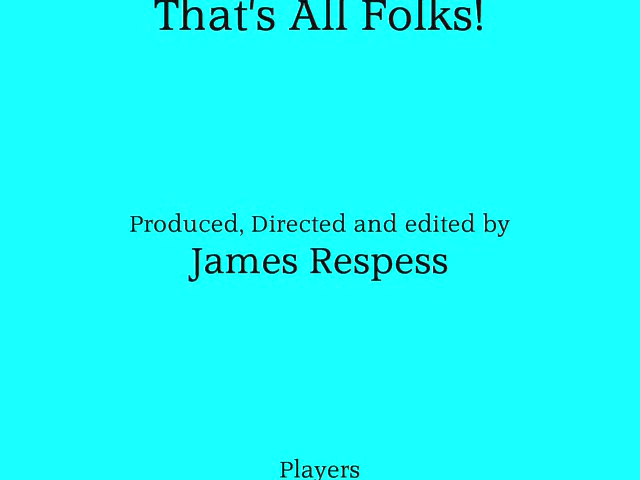 That's All Folks!
Produced, Directed and edited by
James Respess
Players